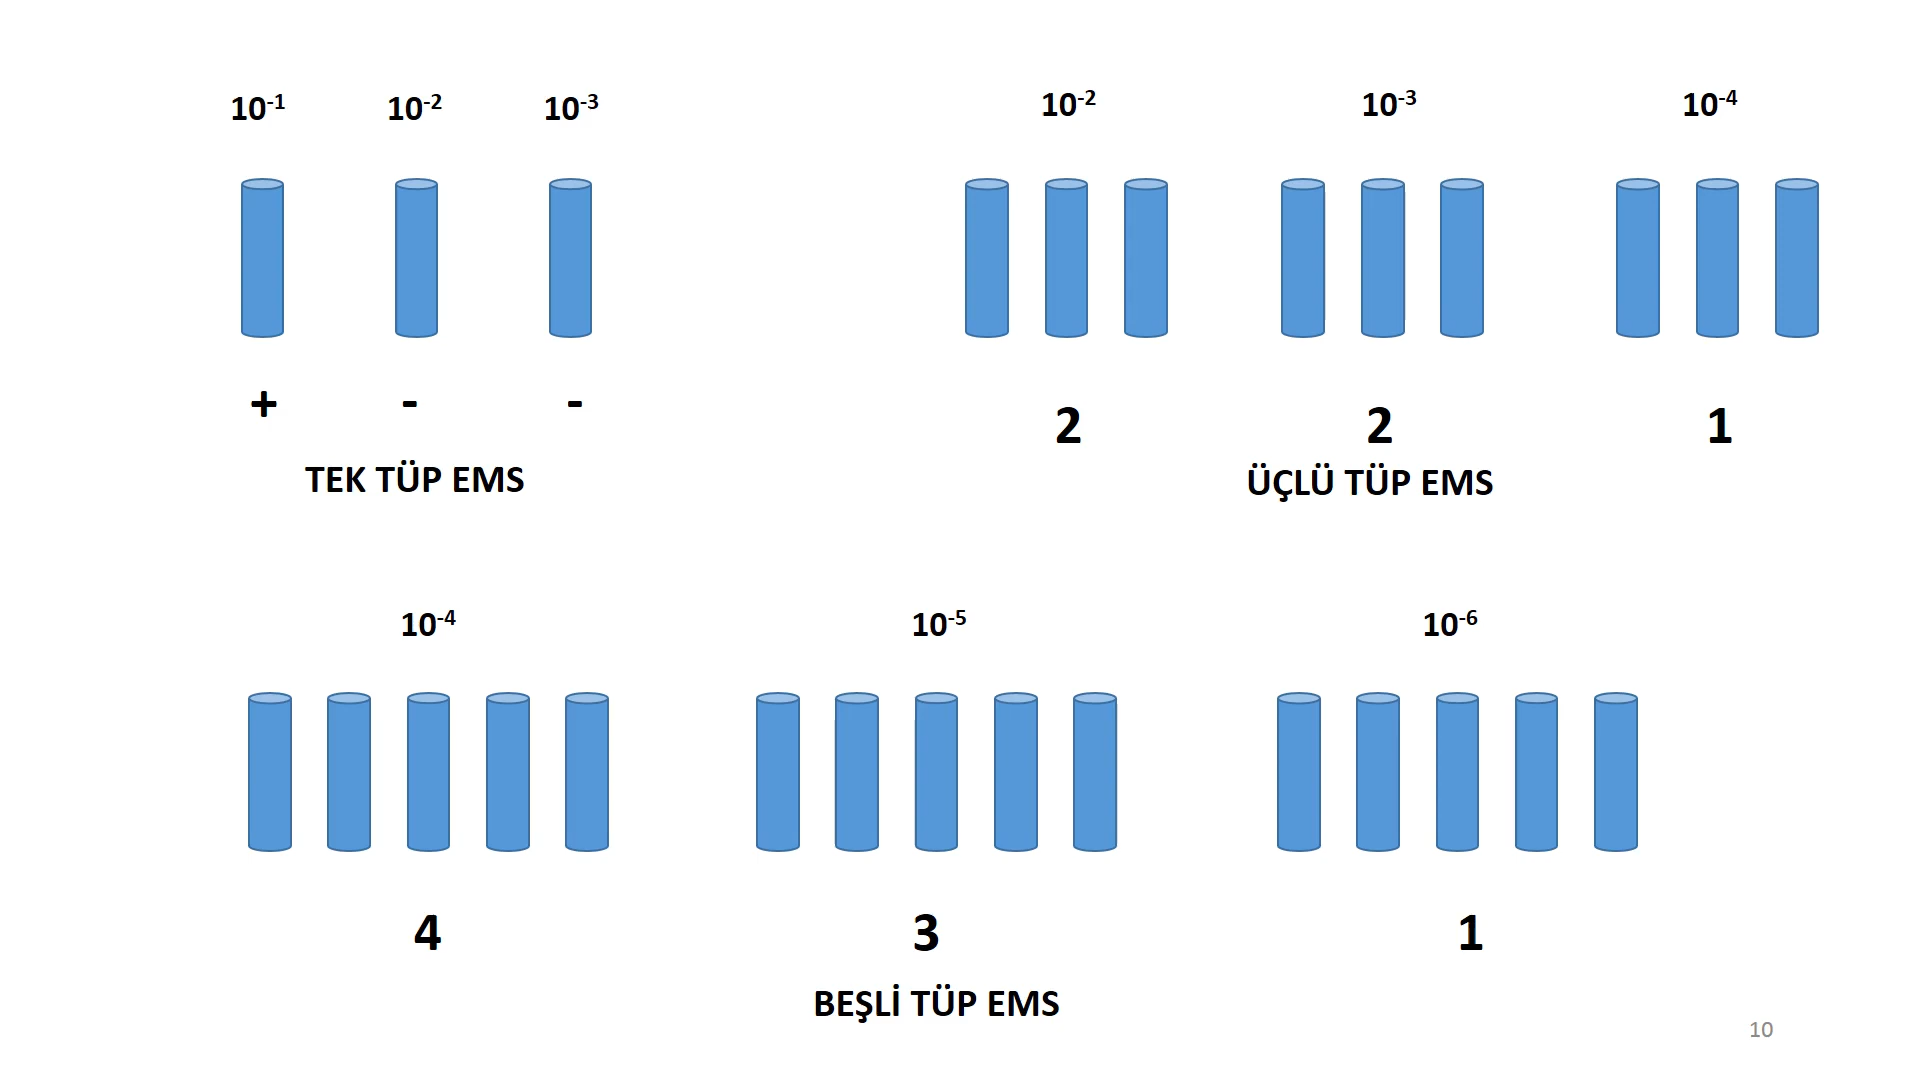 10⁻¹ 10⁻² 10⁻³
+ - -
TEK TÜP EMS
10⁻² 10⁻³ 10⁻⁴
2 2 1
ÜÇLÜ TÜP EMS
10⁻⁴ 10⁻⁵ 10⁻⁶
4 3 1
BEŞLİ TÜP EMS
10